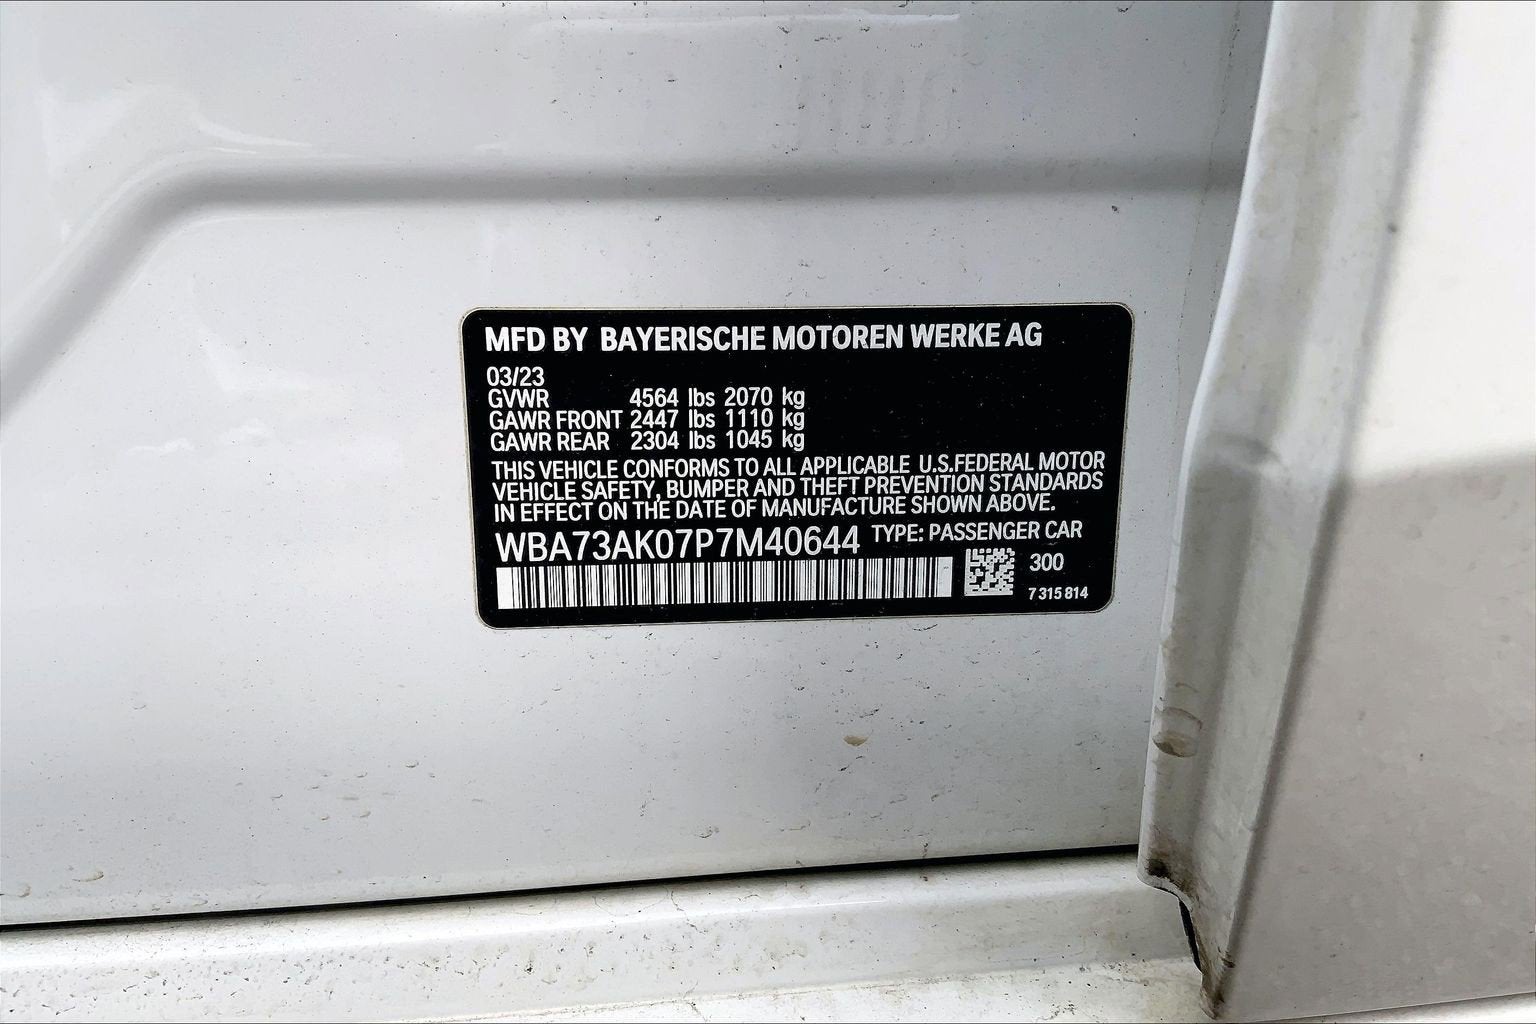 MFD BY BAYERISCHE MOTOREN WERKE AG
03/23
GVWR 4564 lbs 2070 kg
GAWR FRONT 2447 lbs 1110 kg
GAWR REAR 2304 lbs 1045 kg
THIS VEHICLE CONFORMS TO ALL APPLICABLE U.S.FEDERAL MOTOR
VEHICLE SAFETY, BUMPER AND THEFT PREVENTION STANDARDS
IN EFFECT ON THE DATE OF MANUFACTURE SHOWN ABOVE.
WBA73AK07P7M40644 TYPE: PASSENGER CAR
300
7 315 814